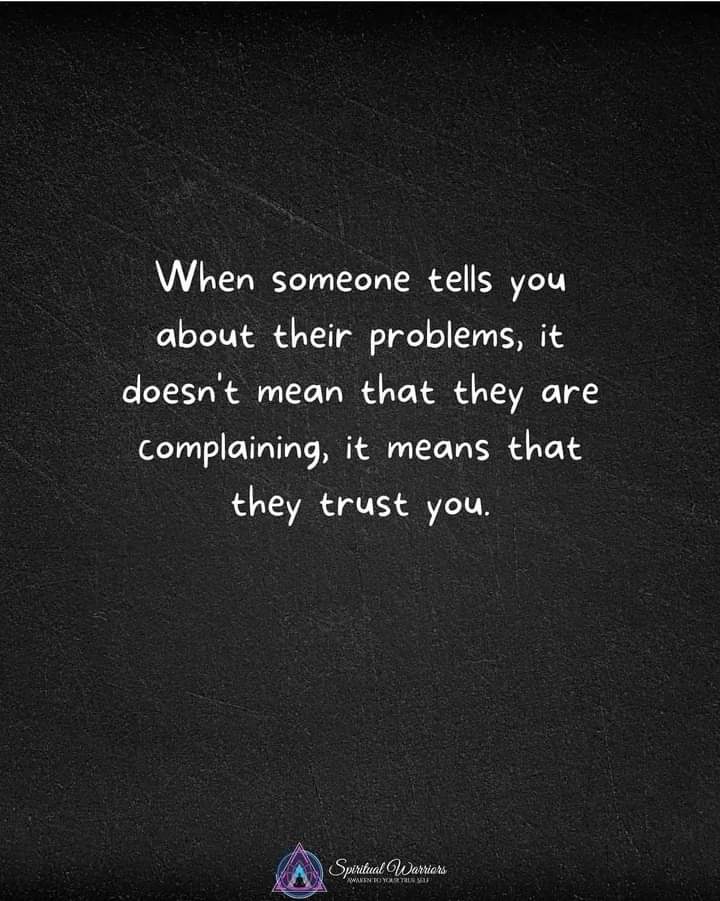 When someone tells you
about their problems, it
doesn't mean that they are
complaining, it means that
they trust you.
Spiritual Warriors
AWAKEN TO YOUR TRUE SELF